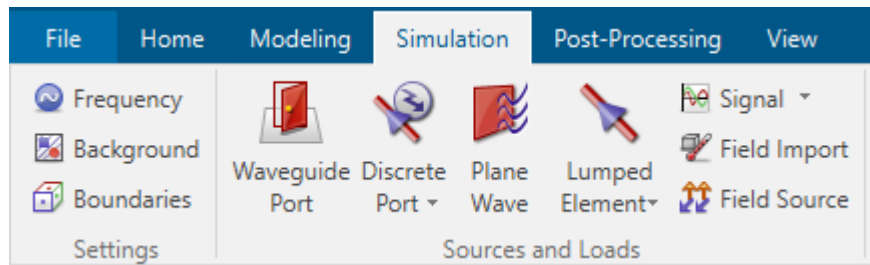 File Home Modeling Simulation Post-Processing View
Frequency
Background
Boundaries
Settings
Waveguide
Port
Discrete
Port
Plane
Wave
Lumped
Element
Signal
Field Import
Field Source
Sources and Loads